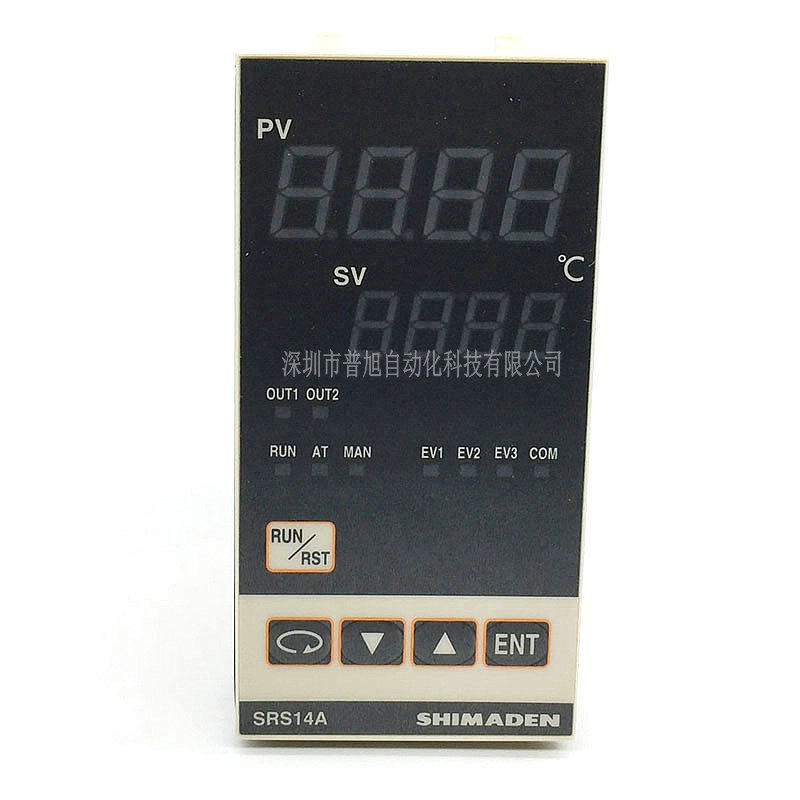 PV
℃
SV
深圳市普旭自动化科技有限公司
OUT1 OUT2
RUN AT MAN EV1 EV2 EV3 COM
RUN/RST
ENT
SRS14A SHIMADEN